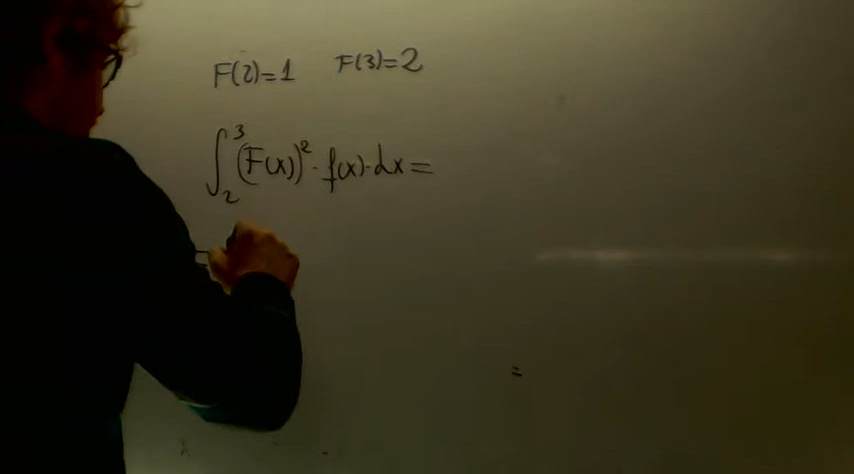 F(2)=1 F(3)=2
∫₂³ (F(x))² · f(x)·dx =
=
=